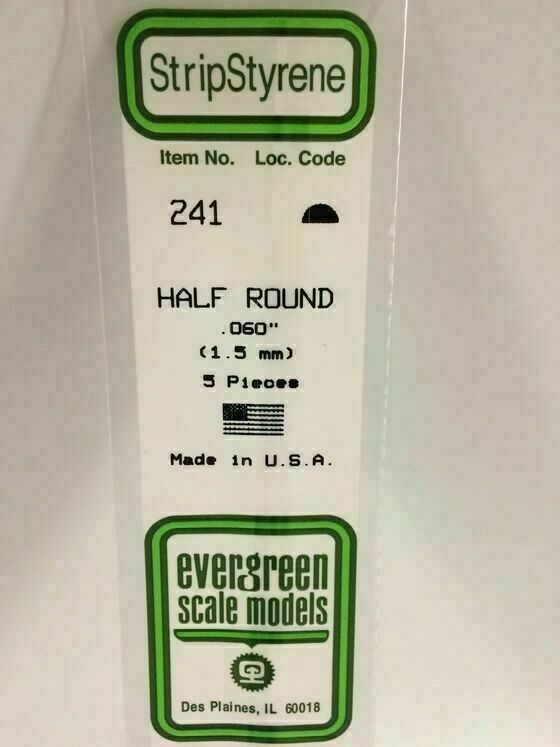 StripStyrene
Item No. Loc. Code
241
HALF ROUND
.060"
(1.5 mm)
5 Pieces
Made in U.S.A.
evergreen
scale models
Des Plaines, IL 60018